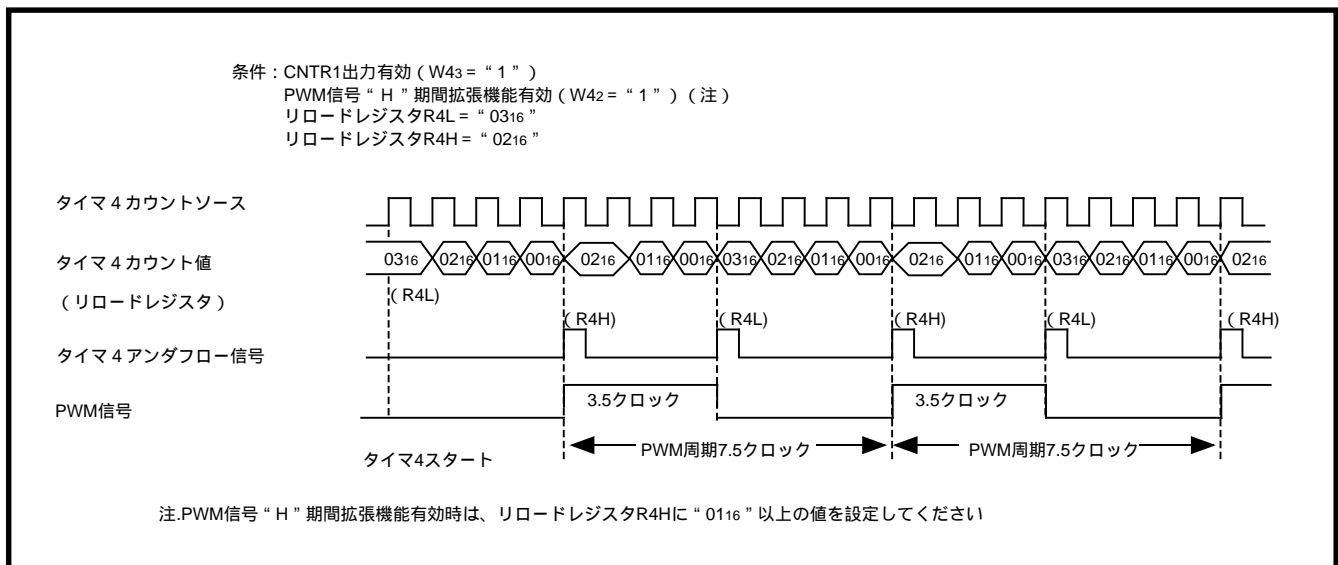 条件：CNTR1出力有効（W43 = “ 1 ” ）
PWM信号“ H ”期間拡張機能有効（W42 = “ 1 ” ）（注）
リロードレジスタR4L = “ 0316 ”
リロードレジスタR4H = “ 0216 ”
タイマ４カウントソース
タイマ４カウント値
0316 0216 0116 0016 0216 0116 0016 0316 0216 0116 0016 0216 0116 0016 0316 0216 0116 0016 0216
（リロードレジスタ）
（R4L） （R4H） （R4L） （R4H） （R4L） （R4H）
タイマ４アンダフロー信号
PWM信号
3.5クロック 3.5クロック
PWM周期7.5クロック PWM周期7.5クロック
タイマ4スタート
注.PWM信号“ H ”期間拡張機能有効時は、リロードレジスタR4Hに“ 0116 ”以上の値を設定してください